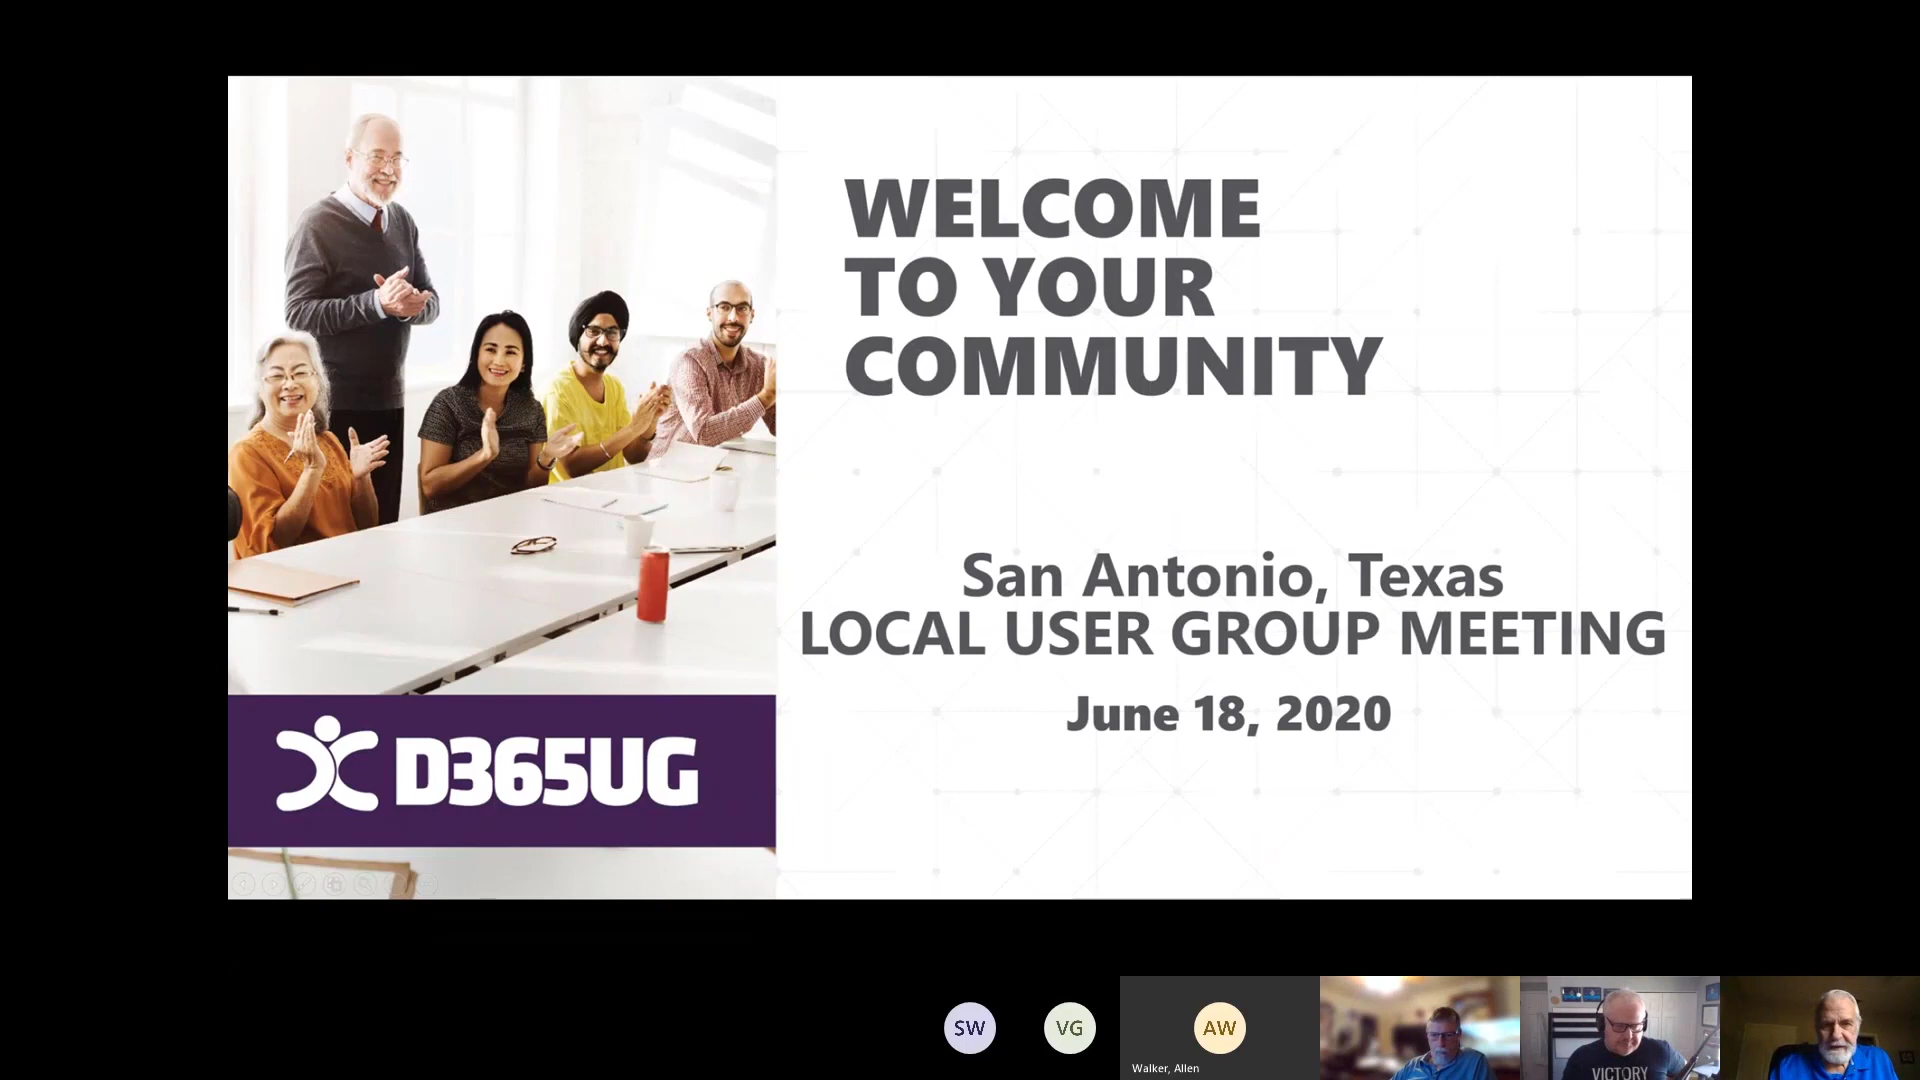 WELCOME
TO YOUR
COMMUNITY
San Antonio, Texas
LOCAL USER GROUP MEETING
June 18, 2020
D365UG
SW
VG
AW
Walker, Allen
VICTORY